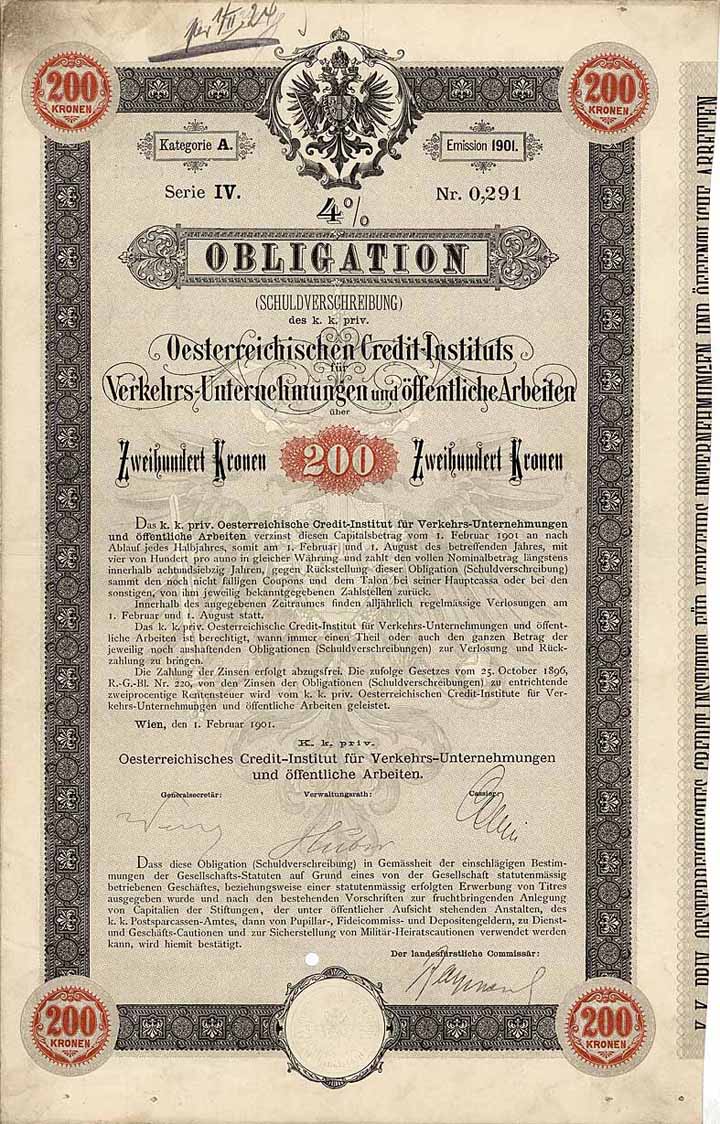 per 1/II. 24
200
KRONEN
200
KRONEN
Kategorie A.
Emission 1901.
Serie IV.
Nr. 0,291
4%
OBLIGATION
(SCHULDVERSCHREIBUNG)
des k. k. priv.
Oesterreichischen Credit-Instituts
für
Verkehrs-Unternehmungen und öffentliche Arbeiten
über
Zweihundert Kronen 200 Zweihundert Kronen
Das k. k. priv. Oesterreichische Credit-Institut für Verkehrs-Unternehmungen
und öffentliche Arbeiten verzinst diesen Capitalsbetrag vom 1. Februar 1901 an nach
Ablauf jedes Halbjahres, somit am 1. Februar und 1. August des betreffenden Jahres, mit
vier von Hundert pro anno in gleicher Währung und zahlt den vollen Nominalbetrag längstens
innerhalb achtundsiebzig Jahren, gegen Rückstellung dieser Obligation (Schuldverschreibung)
sammt den noch nicht fälligen Coupons und dem Talon bei seiner Hauptcassa oder bei den
sonstigen, von ihm jeweilig bekanntgegebenen Zahlstellen zurück.
Innerhalb des angegebenen Zeitraumes finden alljährlich regelmässige Verlosungen am
1. Februar und 1. August statt.
Das k. k. priv. Oesterreichische Credit-Institut für Verkehrs-Unternehmungen und öffent-
liche Arbeiten ist berechtigt, wann immer einen Theil oder auch den ganzen Betrag der
jeweilig noch aushaftenden Obligationen (Schuldverschreibungen) zur Verlosung und Rück-
zahlung zu bringen.
Die Zahlung der Zinsen erfolgt abzugsfrei. Die zufolge Gesetzes vom 25. October 1896,
R.-G.-Bl. Nr. 220, von den Zinsen der Obligationen (Schuldverschreibungen) zu entrichtende
zweiprocentige Rentensteuer wird vom k. k. priv. Oesterreichischen Credit-Institute für Ver-
kehrs-Unternehmungen und öffentliche Arbeiten geleistet.
Wien, den 1. Februar 1901.
K. k. priv.
Oesterreichisches Credit-Institut für Verkehrs-Unternehmungen
und öffentliche Arbeiten.
Generalsecretär:
Verwaltungsrath:
Cassier:
Huber
Dass diese Obligation (Schuldverschreibung) in Gemässheit der einschlägigen Bestim-
mungen der Gesellschafts-Statuten auf Grund eines von der Gesellschaft statutenmässig
betriebenen Geschäftes, beziehungsweise einer statutenmässig erfolgten Erwerbung von Titres
ausgegeben wurde und nach den bestehenden Vorschriften zur fruchtbringenden Anlegung
von Capitalien der Stiftungen, der unter öffentlicher Aufsicht stehenden Anstalten, des
k. k. Postsparcassen-Amtes, dann von Pupillar-, Fideicommiss- und Depositengeldern, zu Dienst-
und Geschäfts-Cautionen und zur Sicherstellung von Militär-Heiratscautionen verwendet werden
kann, wird hiemit bestätigt.
Der landesfürstliche Commissär:
200
KRONEN
200
KRONEN
K. K. PRIV. OESTERREICHISCHES CREDIT-INSTITUT FÜR VERKEHRS-UNTERNEHMUNGEN UND ÖFFENTLICHE ARBEITEN